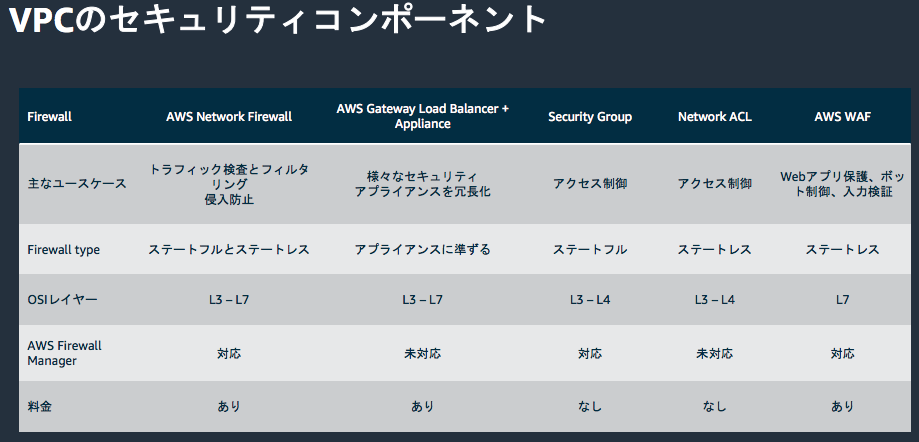 VPCのセキュリティコンポーネント
Firewall
AWS Network Firewall
AWS Gateway Load Balancer +
Appliance
Security Group
Network ACL
AWS WAF
主なユースケース
トラフィック検査とフィルタ
リング
侵入防止
様々なセキュリティ
アプライアンスを冗長化
アクセス制御
アクセス制御
Webアプリ保護、ボッ
ト制御、入力検証
Firewall type
ステートフルとステートレス
アプライアンスに準ずる
ステートフル
ステートレス
ステートレス
OSIレイヤー
L3 – L7
L3 – L7
L3 – L4
L3 – L4
L7
AWS Firewall
Manager
対応
未対応
対応
未対応
対応
料金
あり
あり
なし
なし
あり